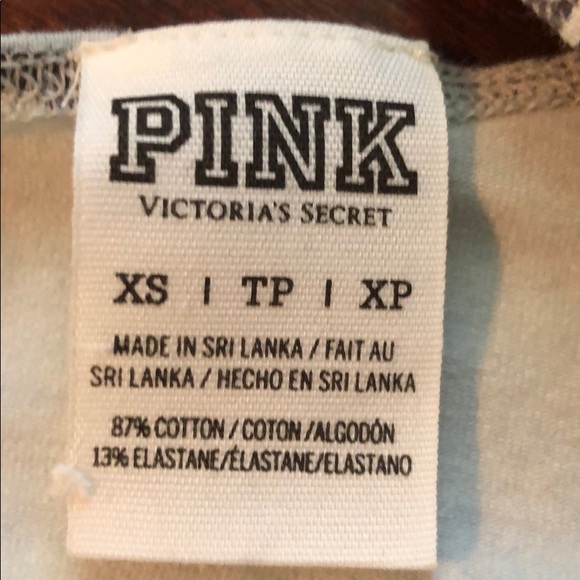 PINK
VICTORIA'S SECRET
XS | TP | XP
MADE IN SRI LANKA / FAIT AU
SRI LANKA / HECHO EN SRI LANKA
87% COTTON / COTON /ALGODÓN
13% ELASTANE/ÉLASTANE/ELASTANO